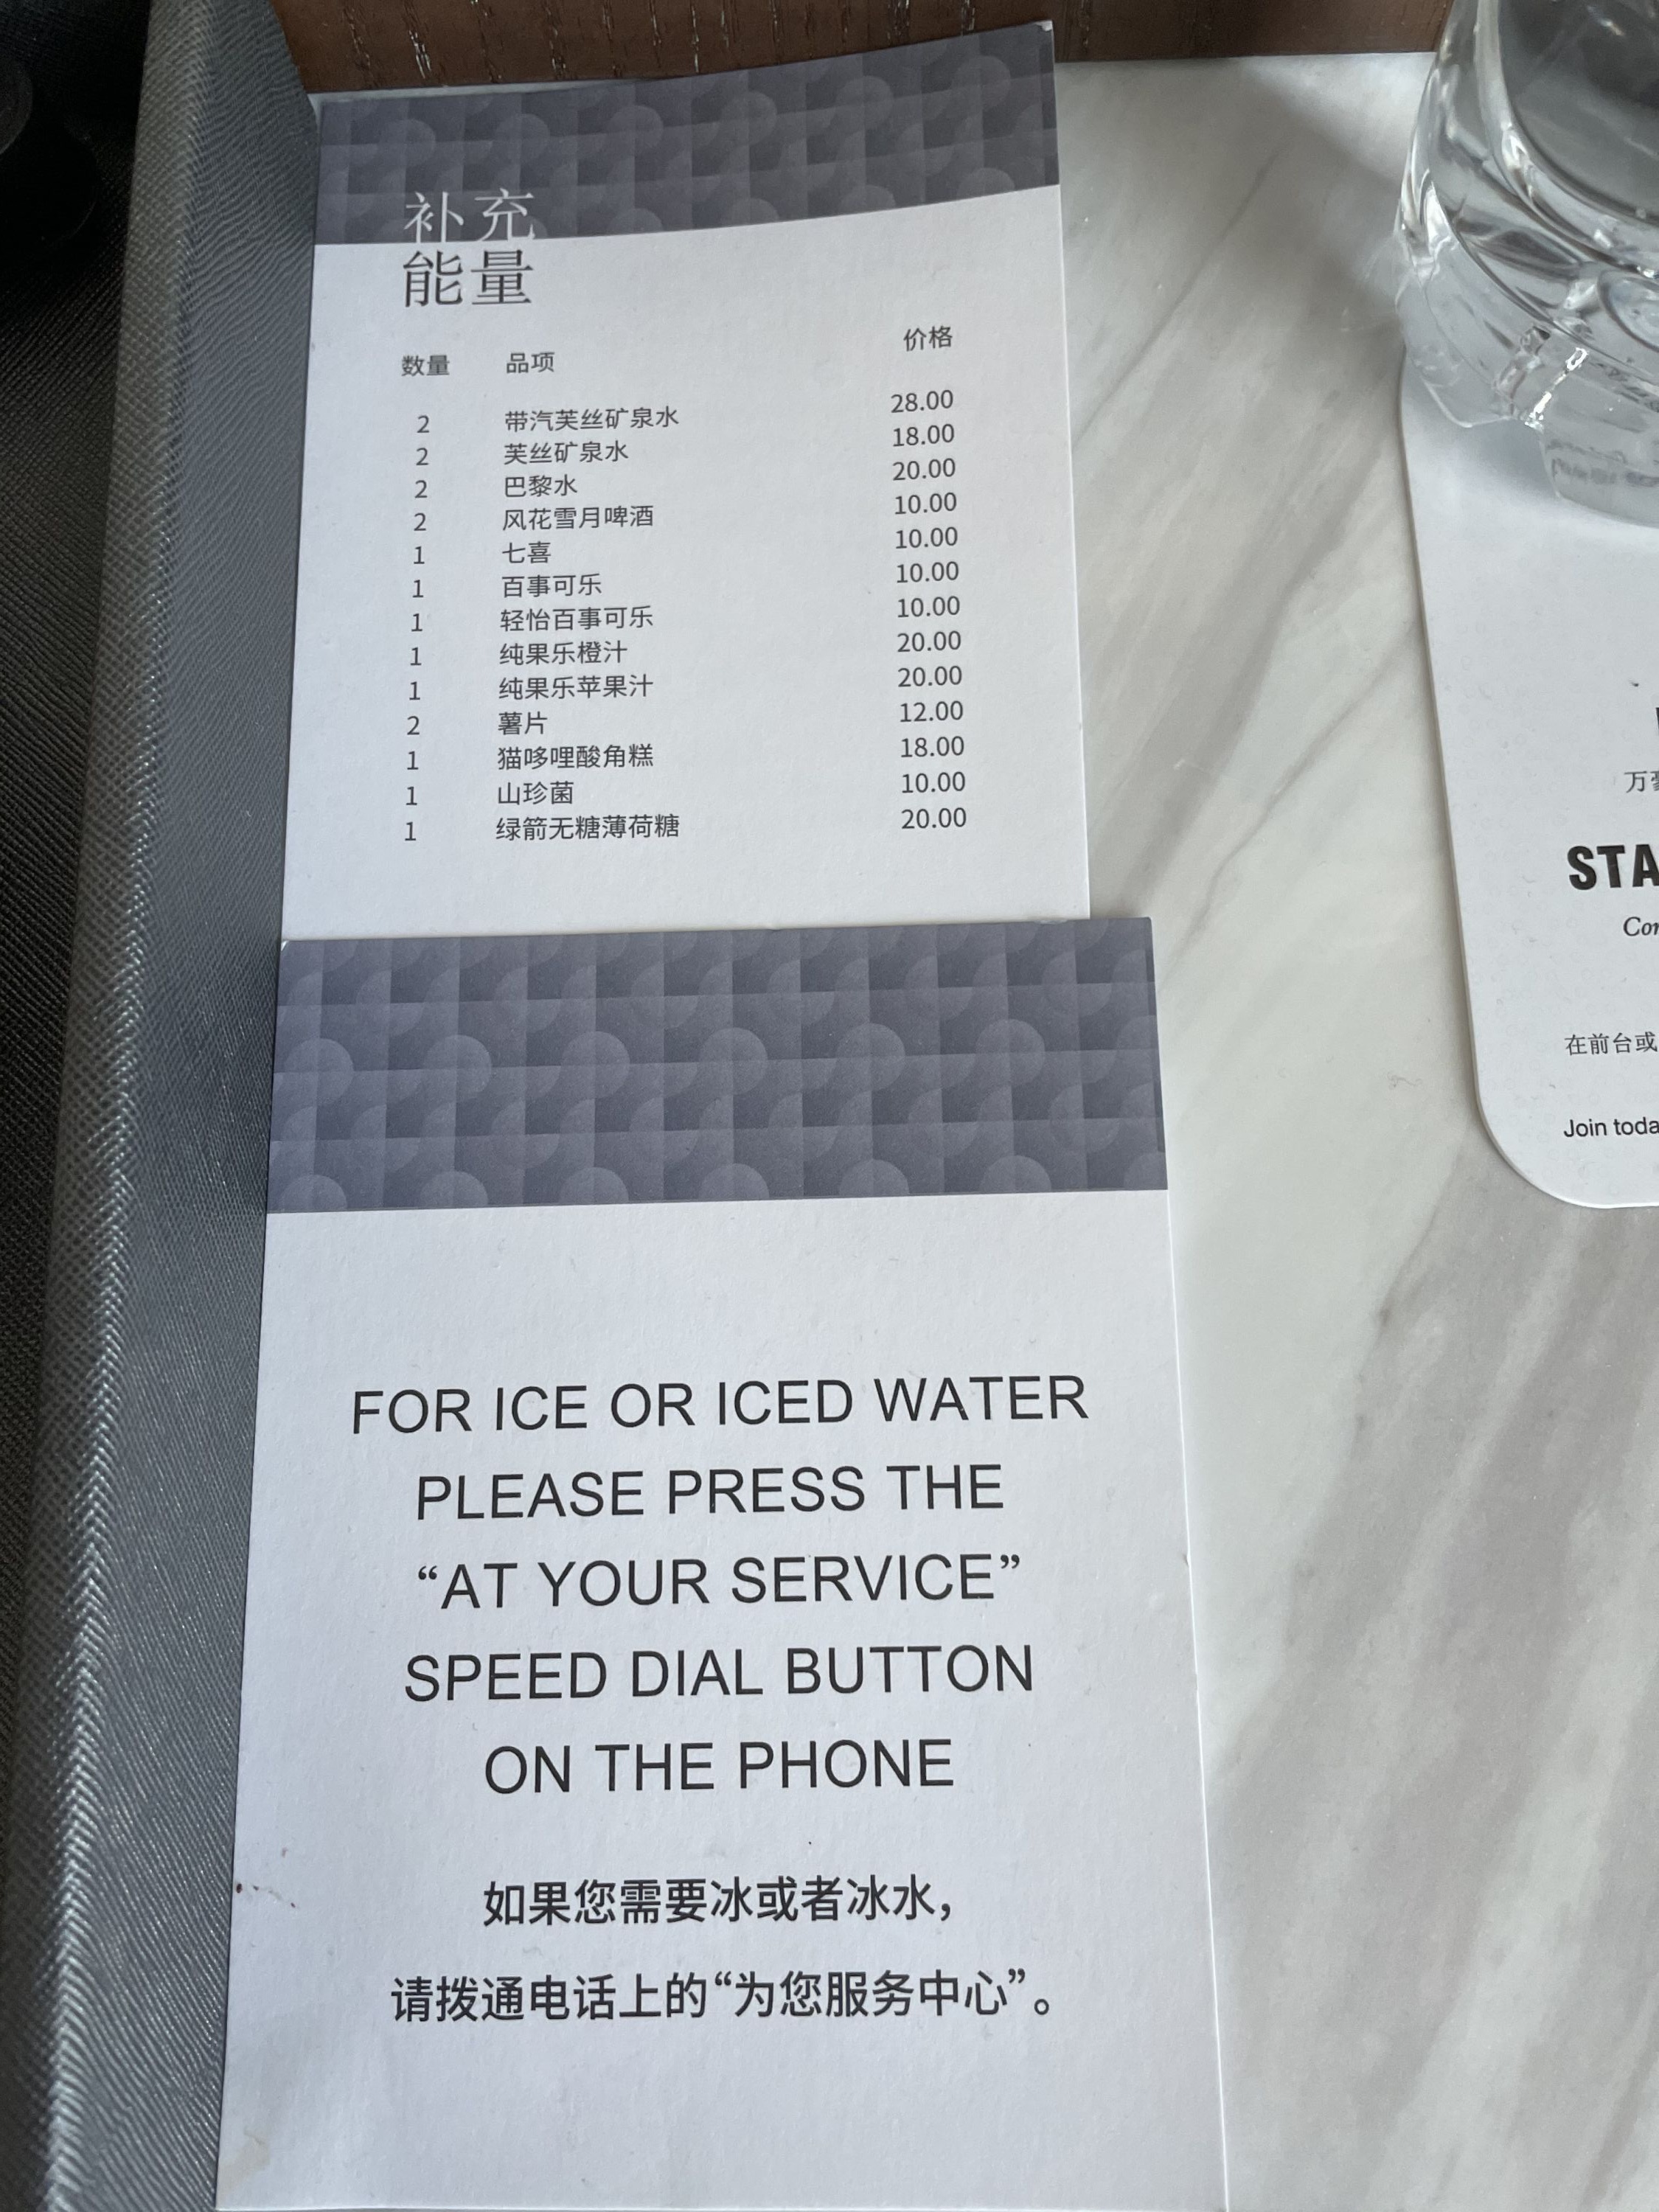 补充
能量
数量 品项 价格
2 带汽芙丝矿泉水 28.00
2 芙丝矿泉水 18.00
2 巴黎水 20.00
2 风花雪月啤酒 10.00
1 七喜 10.00
1 百事可乐 10.00
1 轻怡百事可乐 10.00
1 纯果乐橙汁 20.00
1 纯果乐苹果汁 20.00
2 薯片 12.00
1 猫哆哩酸角糕 18.00
1 山珍菌 10.00
1 绿箭无糖薄荷糖 20.00
FOR ICE OR ICED WATER
PLEASE PRESS THE
“AT YOUR SERVICE”
SPEED DIAL BUTTON
ON THE PHONE
如果您需要冰或者冰水，
请拨通电话上的“为您服务中心”。
万
STA
在前台或
Join toda